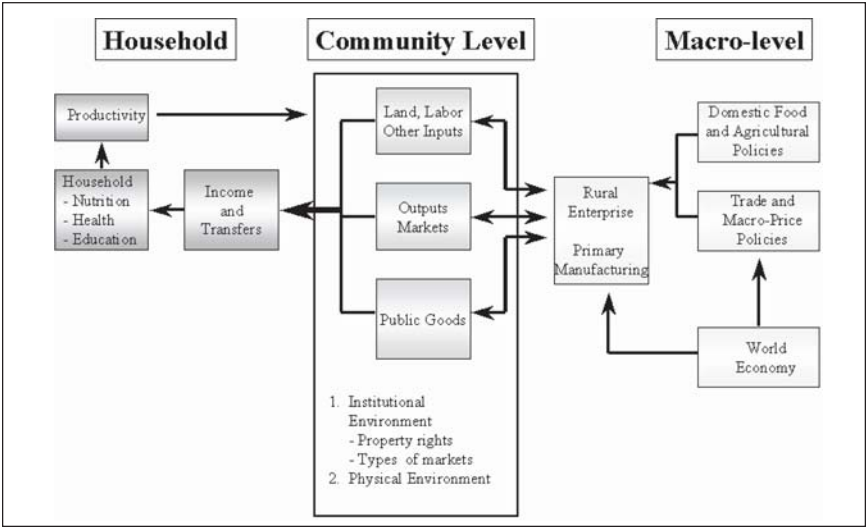 Household
Community Level
Macro-level
Productivity
Household
- Nutrition
- Health
- Education
Income
and
Transfers
Land, Labor
Other Inputs
Outputs
Markets
Public Goods
1. Institutional
Environment
- Property rights
- Types of markets
2. Physical Environment
Rural
Enterprise
Primary
Manufacturing
Domestic Food
and Agricultural
Policies
Trade and
Macro-Price
Policies
World
Economy